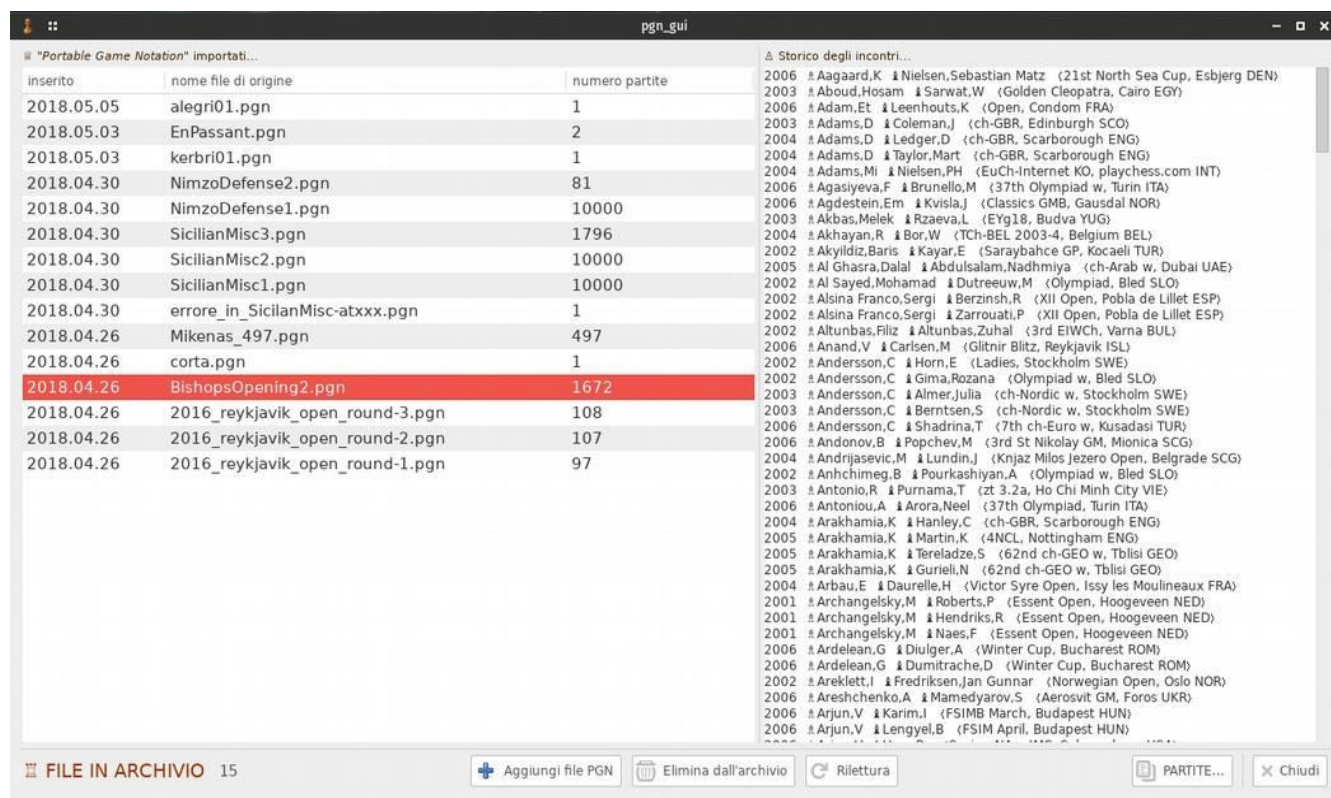 pgn_gui
"Portable Game Notation" importati...
inserito nome file di origine numero partite
2018.05.05 alegri01.pgn 1
2018.05.03 EnPassant.pgn 2
2018.05.03 kerbri01.pgn 1
2018.04.30 NimzoDefense2.pgn 81
2018.04.30 NimzoDefense1.pgn 10000
2018.04.30 SicilianMisc3.pgn 1796
2018.04.30 SicilianMisc2.pgn 10000
2018.04.30 SicilianMisc1.pgn 10000
2018.04.30 errore_in_SicilanMisc-atxxx.pgn 1
2018.04.26 Mikenas_497.pgn 497
2018.04.26 corta.pgn 1
2018.04.26 BishopsOpening2.pgn 1672
2018.04.26 2016_reykjavik_open_round-3.pgn 108
2018.04.26 2016_reykjavik_open_round-2.pgn 107
2018.04.26 2016_reykjavik_open_round-1.pgn 97
Storico degli incontri...
2006 ♗Aagaard,K ♝Nielsen,Sebastian Matz (21st North Sea Cup, Esbjerg DEN)
2003 ♗Aboud,Hosam ♝Sarwat,W (Golden Cleopatra, Cairo EGY)
2006 ♗Adam,Et ♝Leenhouts,K (Open, Condom FRA)
2003 ♗Adams,D ♝Coleman,J (ch-GBR, Edinburgh SCO)
2004 ♗Adams,D ♝Ledger,D (ch-GBR, Scarborough ENG)
2004 ♗Adams,D ♝Taylor,Mart (ch-GBR, Scarborough ENG)
2004 ♗Adams,Mi ♝Nielsen,PH (EuCh-Internet KO, playchess.com INT)
2006 ♗Agasiyeva,F ♝Brunello,M (37th Olympiad w, Turin ITA)
2006 ♗Agdestein,Em ♝Kvisla,J (Classics GMB, Gausdal NOR)
2003 ♗Akbas,Melek ♝Rzaeva,L (EYg18, Budva YUG)
2004 ♗Akhayan,R ♝Bor,W (TCh-BEL 2003-4, Belgium BEL)
2002 ♗Akyildiz,Baris ♝Kayar,E (Saraybahce GP, Kocaeli TUR)
2005 ♗Al Ghasra,Dalal ♝Abdulsalam,Nadhmiya (ch-Arab w, Dubai UAE)
2002 ♗Al Sayed,Mohamad ♝Dutreeuw,M (Olympiad, Bled SLO)
2002 ♗Alsina Franco,Sergi ♝Berzinsh,R (XII Open, Pobla de Lillet ESP)
2002 ♗Alsina Franco,Sergi ♝Zarrouati,P (XII Open, Pobla de Lillet ESP)
2002 ♗Altunbas,Filiz ♝Altunbas,Zuhal (3rd EIWCh, Varna BUL)
2006 ♗Anand,V ♝Carlsen,M (Glitnir Blitz, Reykjavik ISL)
2002 ♗Andersson,C ♝Horn,E (Ladies, Stockholm SWE)
2002 ♗Andersson,C ♝Gima,Rozana (Olympiad w, Bled SLO)
2003 ♗Andersson,C ♝Almer,Julia (ch-Nordic w, Stockholm SWE)
2003 ♗Andersson,C ♝Berntsen,S (ch-Nordic w, Stockholm SWE)
2006 ♗Andersson,C ♝Shadrina,T (7th ch-Euro w, Kusadasi TUR)
2006 ♗Andonov,B ♝Popchev,M (3rd St Nikolay GM, Mionica SCG)
2004 ♗Andrijasevic,M ♝Lundin,J (Knjaz Milos Jezero Open, Belgrade SCG)
2002 ♗Anhchimeg,B ♝Pourkashiyan,A (Olympiad w, Bled SLO)
2003 ♗Antonio,R ♝Purnama,T (zt 3.2a, Ho Chi Minh City VIE)
2006 ♗Antoniou,A ♝Arora,Neel (37th Olympiad, Turin ITA)
2004 ♗Arakhamia,K ♝Hanley,C (ch-GBR, Scarborough ENG)
2005 ♗Arakhamia,K ♝Martin,K (4NCL, Nottingham ENG)
2005 ♗Arakhamia,K ♝Tereladze,S (62nd ch-GEO w, Tblisi GEO)
2005 ♗Arakhamia,K ♝Gurieli,N (62nd ch-GEO w, Tblisi GEO)
2004 ♗Arbau,E ♝Daurelle,H (Victor Syre Open, Issy les Moulineaux FRA)
2001 ♗Archangelsky,M ♝Roberts,P (Essent Open, Hoogeveen NED)
2001 ♗Archangelsky,M ♝Hendriks,R (Essent Open, Hoogeveen NED)
2001 ♗Archangelsky,M ♝Naes,F (Essent Open, Hoogeveen NED)
2006 ♗Ardelean,G ♝Diulger,A (Winter Cup, Bucharest ROM)
2006 ♗Ardelean,G ♝Dumitrache,D (Winter Cup, Bucharest ROM)
2002 ♗Areklett,I ♝Fredriksen,Jan Gunnar (Norwegian Open, Oslo NOR)
2006 ♗Areshchenko,A ♝Mamedyarov,S (Aerosvit GM, Foros UKR)
2006 ♗Arjun,V ♝Karim,I (FSIMB March, Budapest HUN)
2006 ♗Arjun,V ♝Lengyel,B (FSIM April, Budapest HUN)
FILE IN ARCHIVIO 15
Aggiungi file PGN
Elimina dall'archivio
Rilettura
PARTITE...
Chiudi